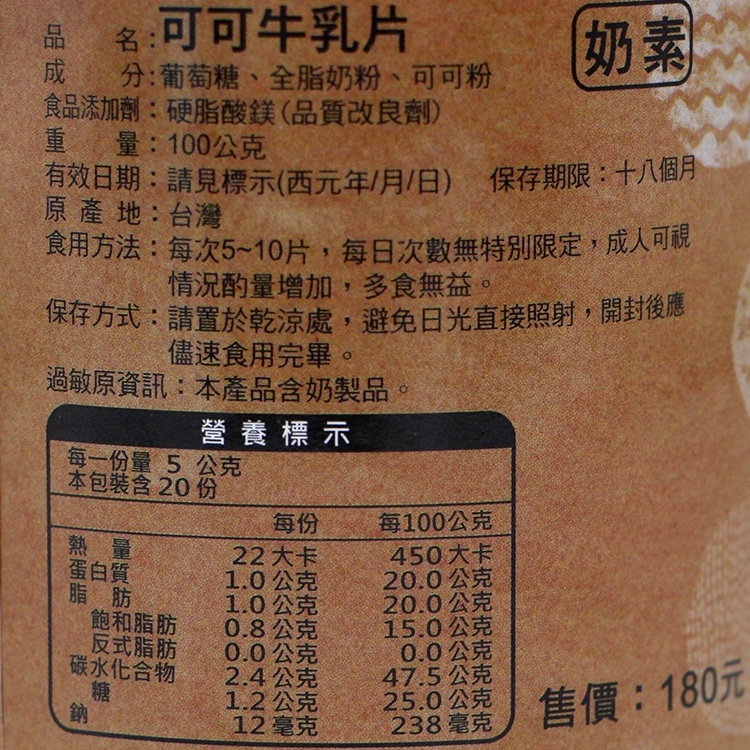 品 名：可可牛乳片
奶素
成 分：葡萄糖、全脂奶粉、可可粉
食品添加劑：硬脂酸鎂(品質改良劑)
重 量：100公克
有效日期：請見標示(西元年/月/日) 保存期限：十八個月
原 產 地：台灣
食用方法：每次5~10片，每日次數無特別限定，成人可視
情況酌量增加，多食無益。
保存方式：請置於乾涼處，避免日光直接照射，開封後應
儘速食用完畢。
過敏原資訊：本產品含奶製品。
營養標示
每一份量 5 公克
本包裝含 20 份
每份 每100公克
熱 量 22 大卡 450 大卡
蛋白質 1.0 公克 20.0 公克
脂 肪 1.0 公克 20.0 公克
飽和脂肪 0.8 公克 15.0 公克
反式脂肪 0.0 公克 0.0 公克
碳水化合物 2.4 公克 47.5 公克
糖 1.2 公克 25.0 公克
鈉 12 毫克 238 毫克
售價：180元